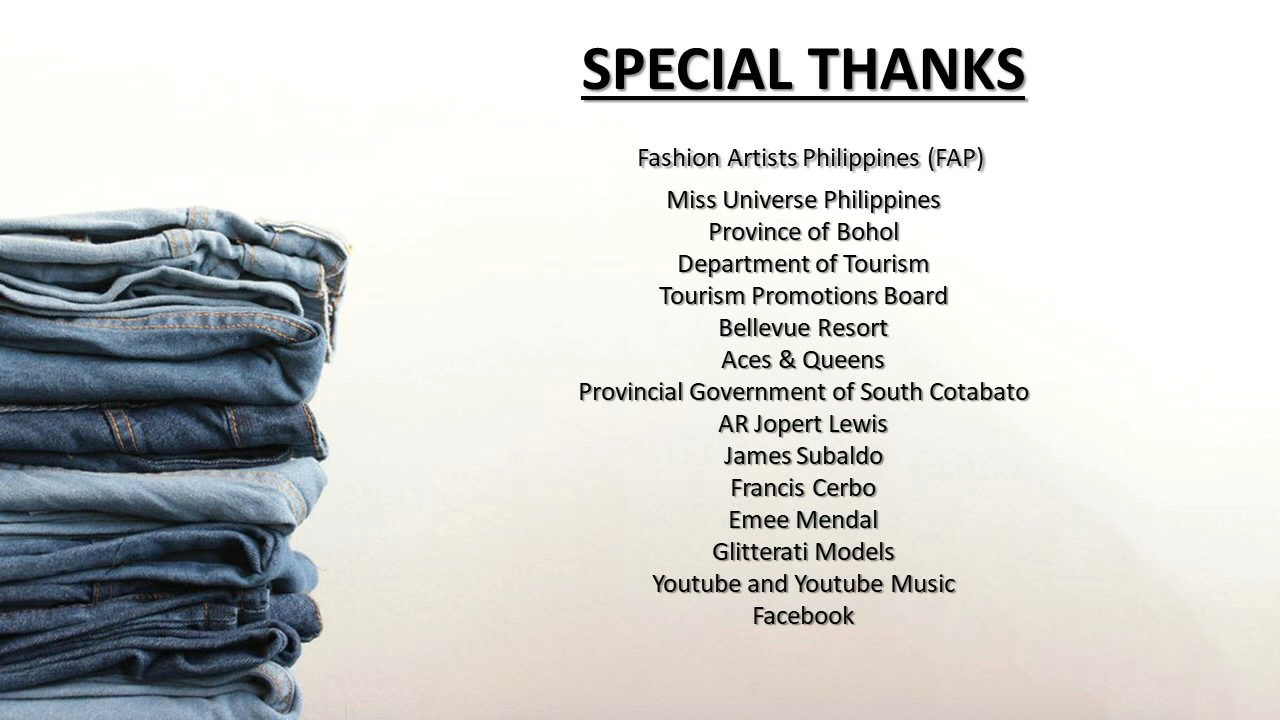 SPECIAL THANKS
Fashion Artists Philippines (FAP)
Miss Universe Philippines
Province of Bohol
Department of Tourism
Tourism Promotions Board
Bellevue Resort
Aces & Queens
Provincial Government of South Cotabato
AR Jopert Lewis
James Subaldo
Francis Cerbo
Emee Mendal
Glitterati Models
Youtube and Youtube Music
Facebook